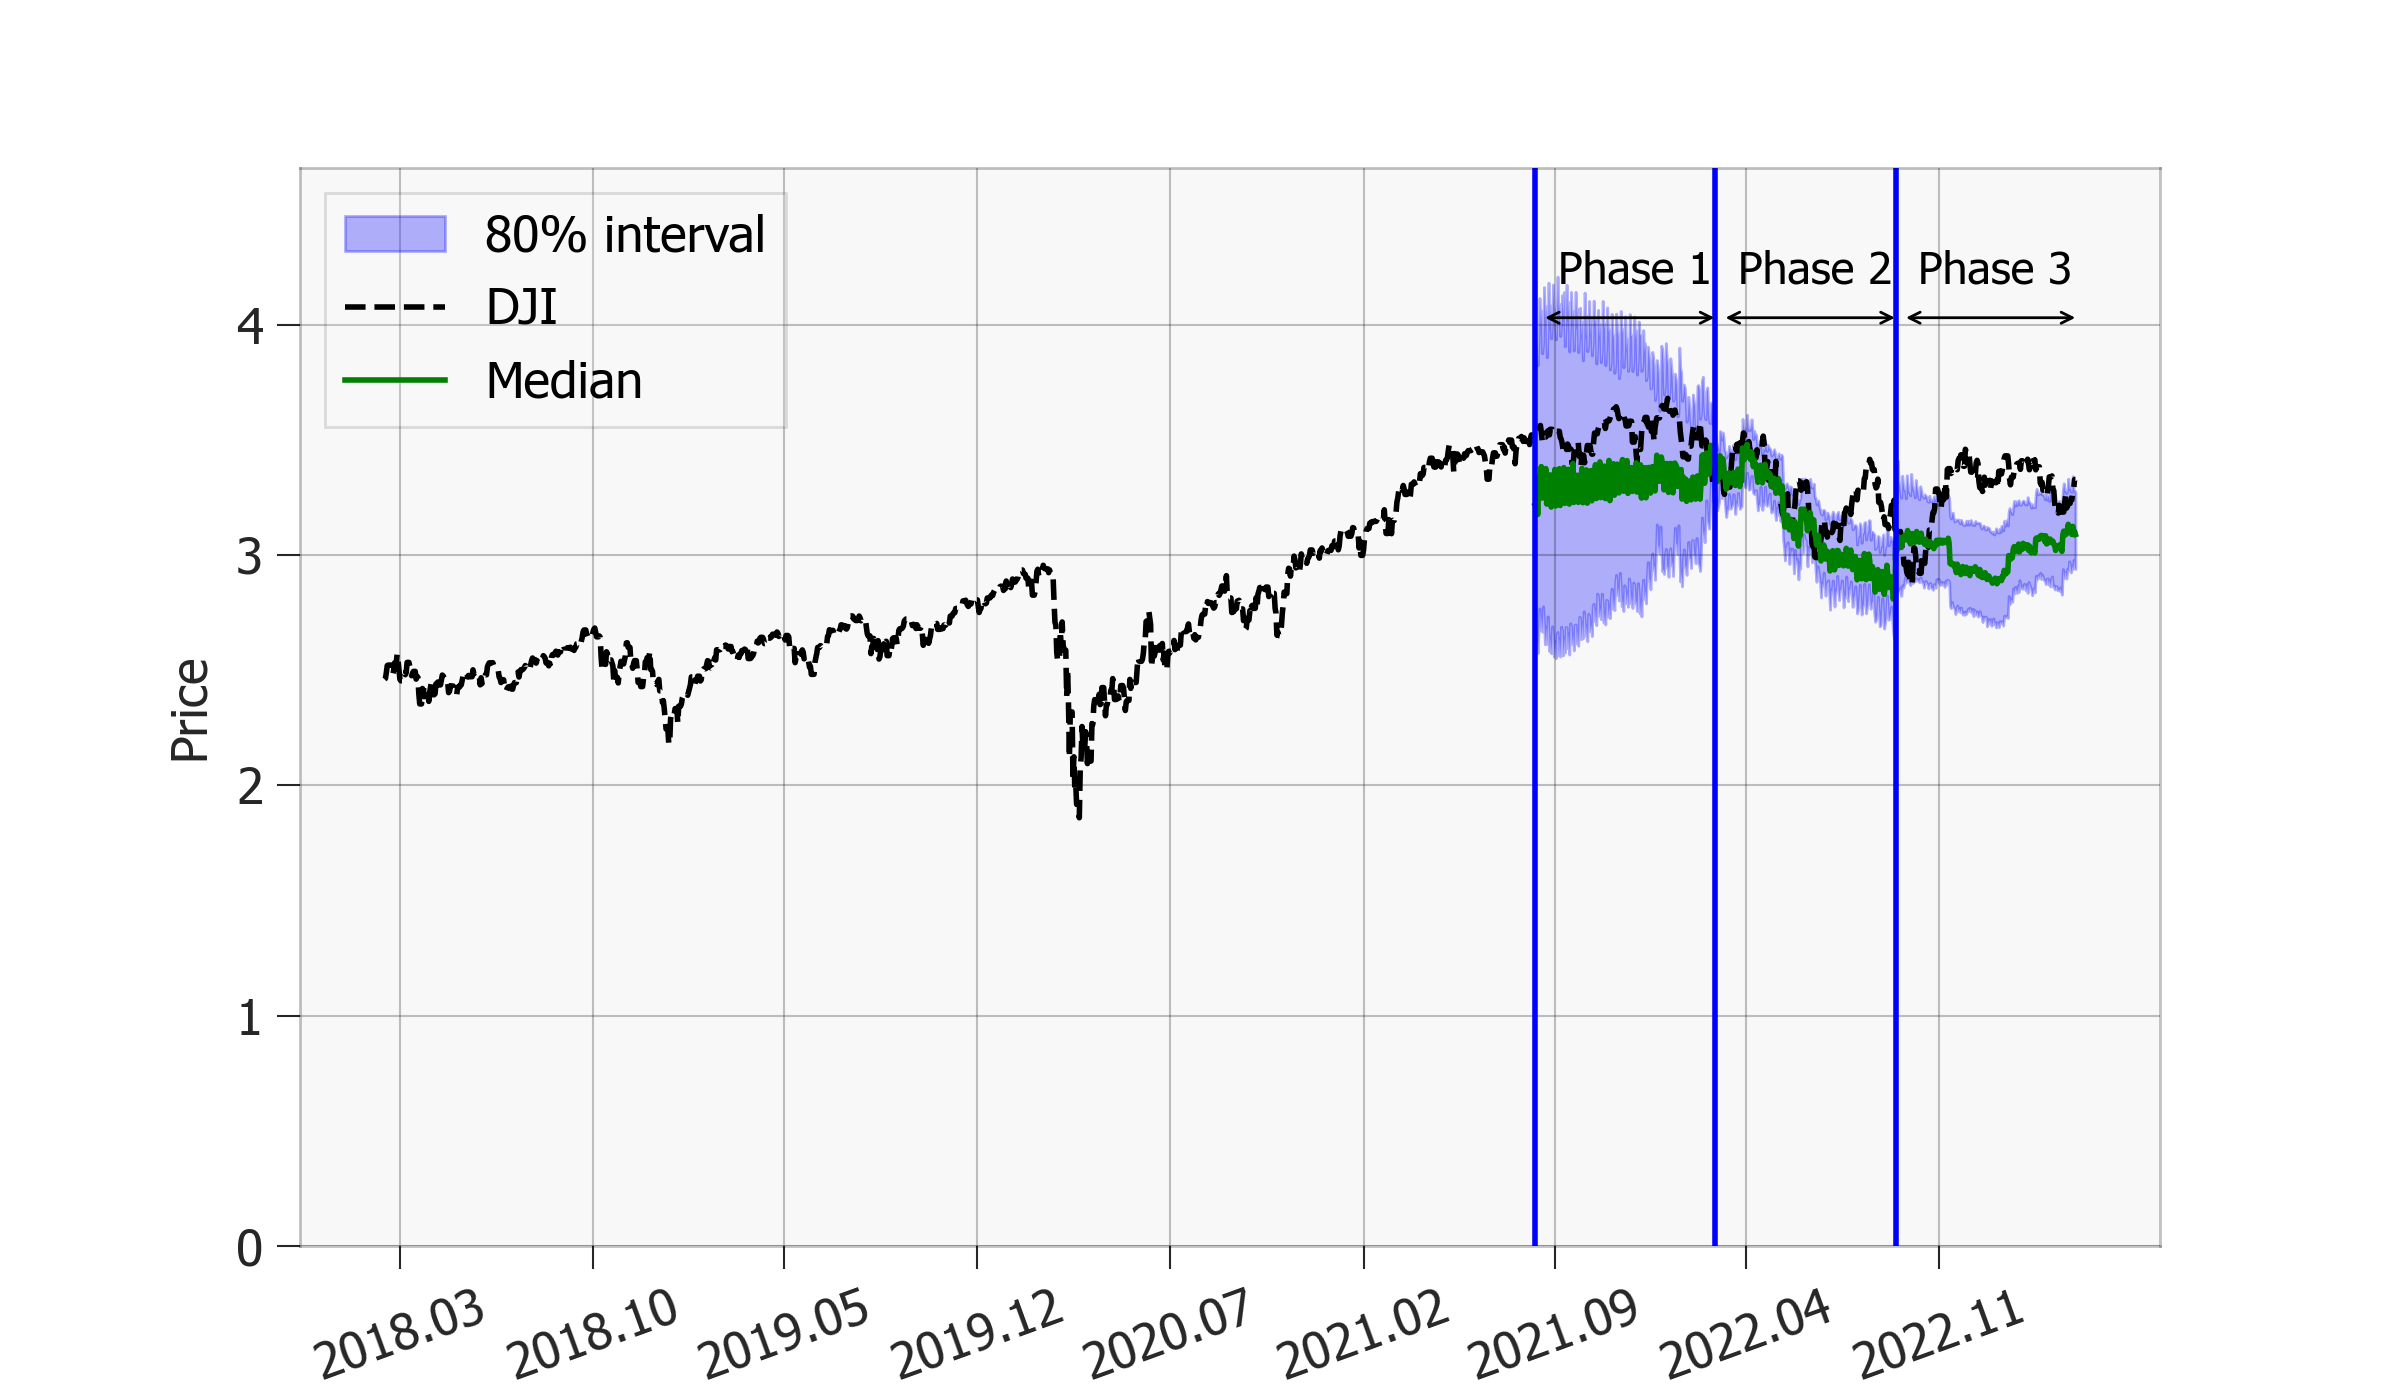 80% interval
DJI
Median
Phase 1
Phase 2
Phase 3
Price
4
3
2
1
0
2018.03
2018.10
2019.05
2019.12
2020.07
2021.02
2021.09
2022.04
2022.11